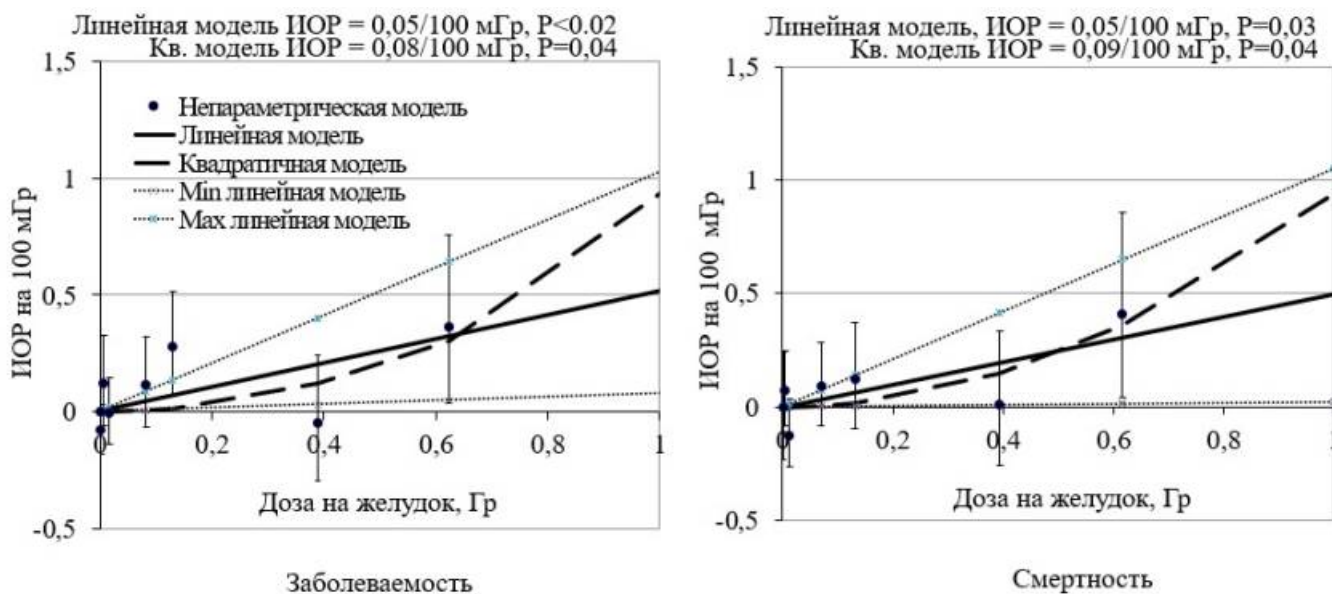 Линейная модель ИОР = 0,05/100 мГр, P<0.02
Кв. модель ИОР = 0,08/100 мГр, P=0,04
1,5
1
0,5
0
-0,5
ИОР на 100 мГр
Непараметрическая модель
Линейная модель
Квадратичная модель
Min линейная модель
Max линейная модель
0
0,2
0,4
0,6
0,8
1
Доза на желудок, Гр
Заболеваемость
Линейная модель, ИОР = 0,05/100 мГр, P=0,03
Кв. модель ИОР = 0,09/100 мГр, P=0,04
1,5
1
0,5
0
-0,5
ИОР на 100 мГр
0
0,2
0,4
0,6
0,8
Доза на желудок, Гр
Смертность